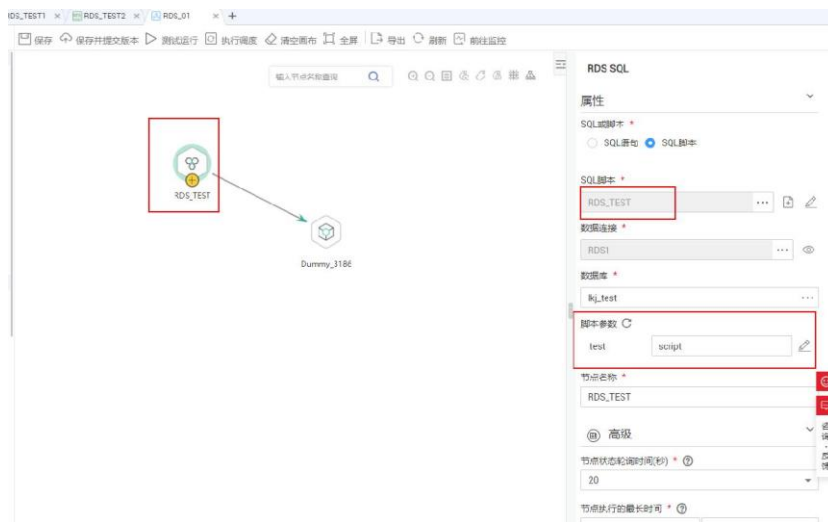 RDS_TEST1 × RDS_TEST2 × RDS_01 × +
保存 保存并提交版本 测试运行 执行调度 清空画布 全屏 导出 刷新 前往监控
输入节点名称查询
RDS_TEST
Dummy_3186
RDS SQL
属性
SQL或脚本 *
SQL语句 SQL脚本
SQL脚本 *
RDS_TEST ...
数据连接 *
RDS1 ...
数据库 *
lkj_test ...
脚本参数
test script
节点名称 *
RDS_TEST
高级
节点状态轮询时间(秒) * ?
20
节点执行的最长时间 * ?